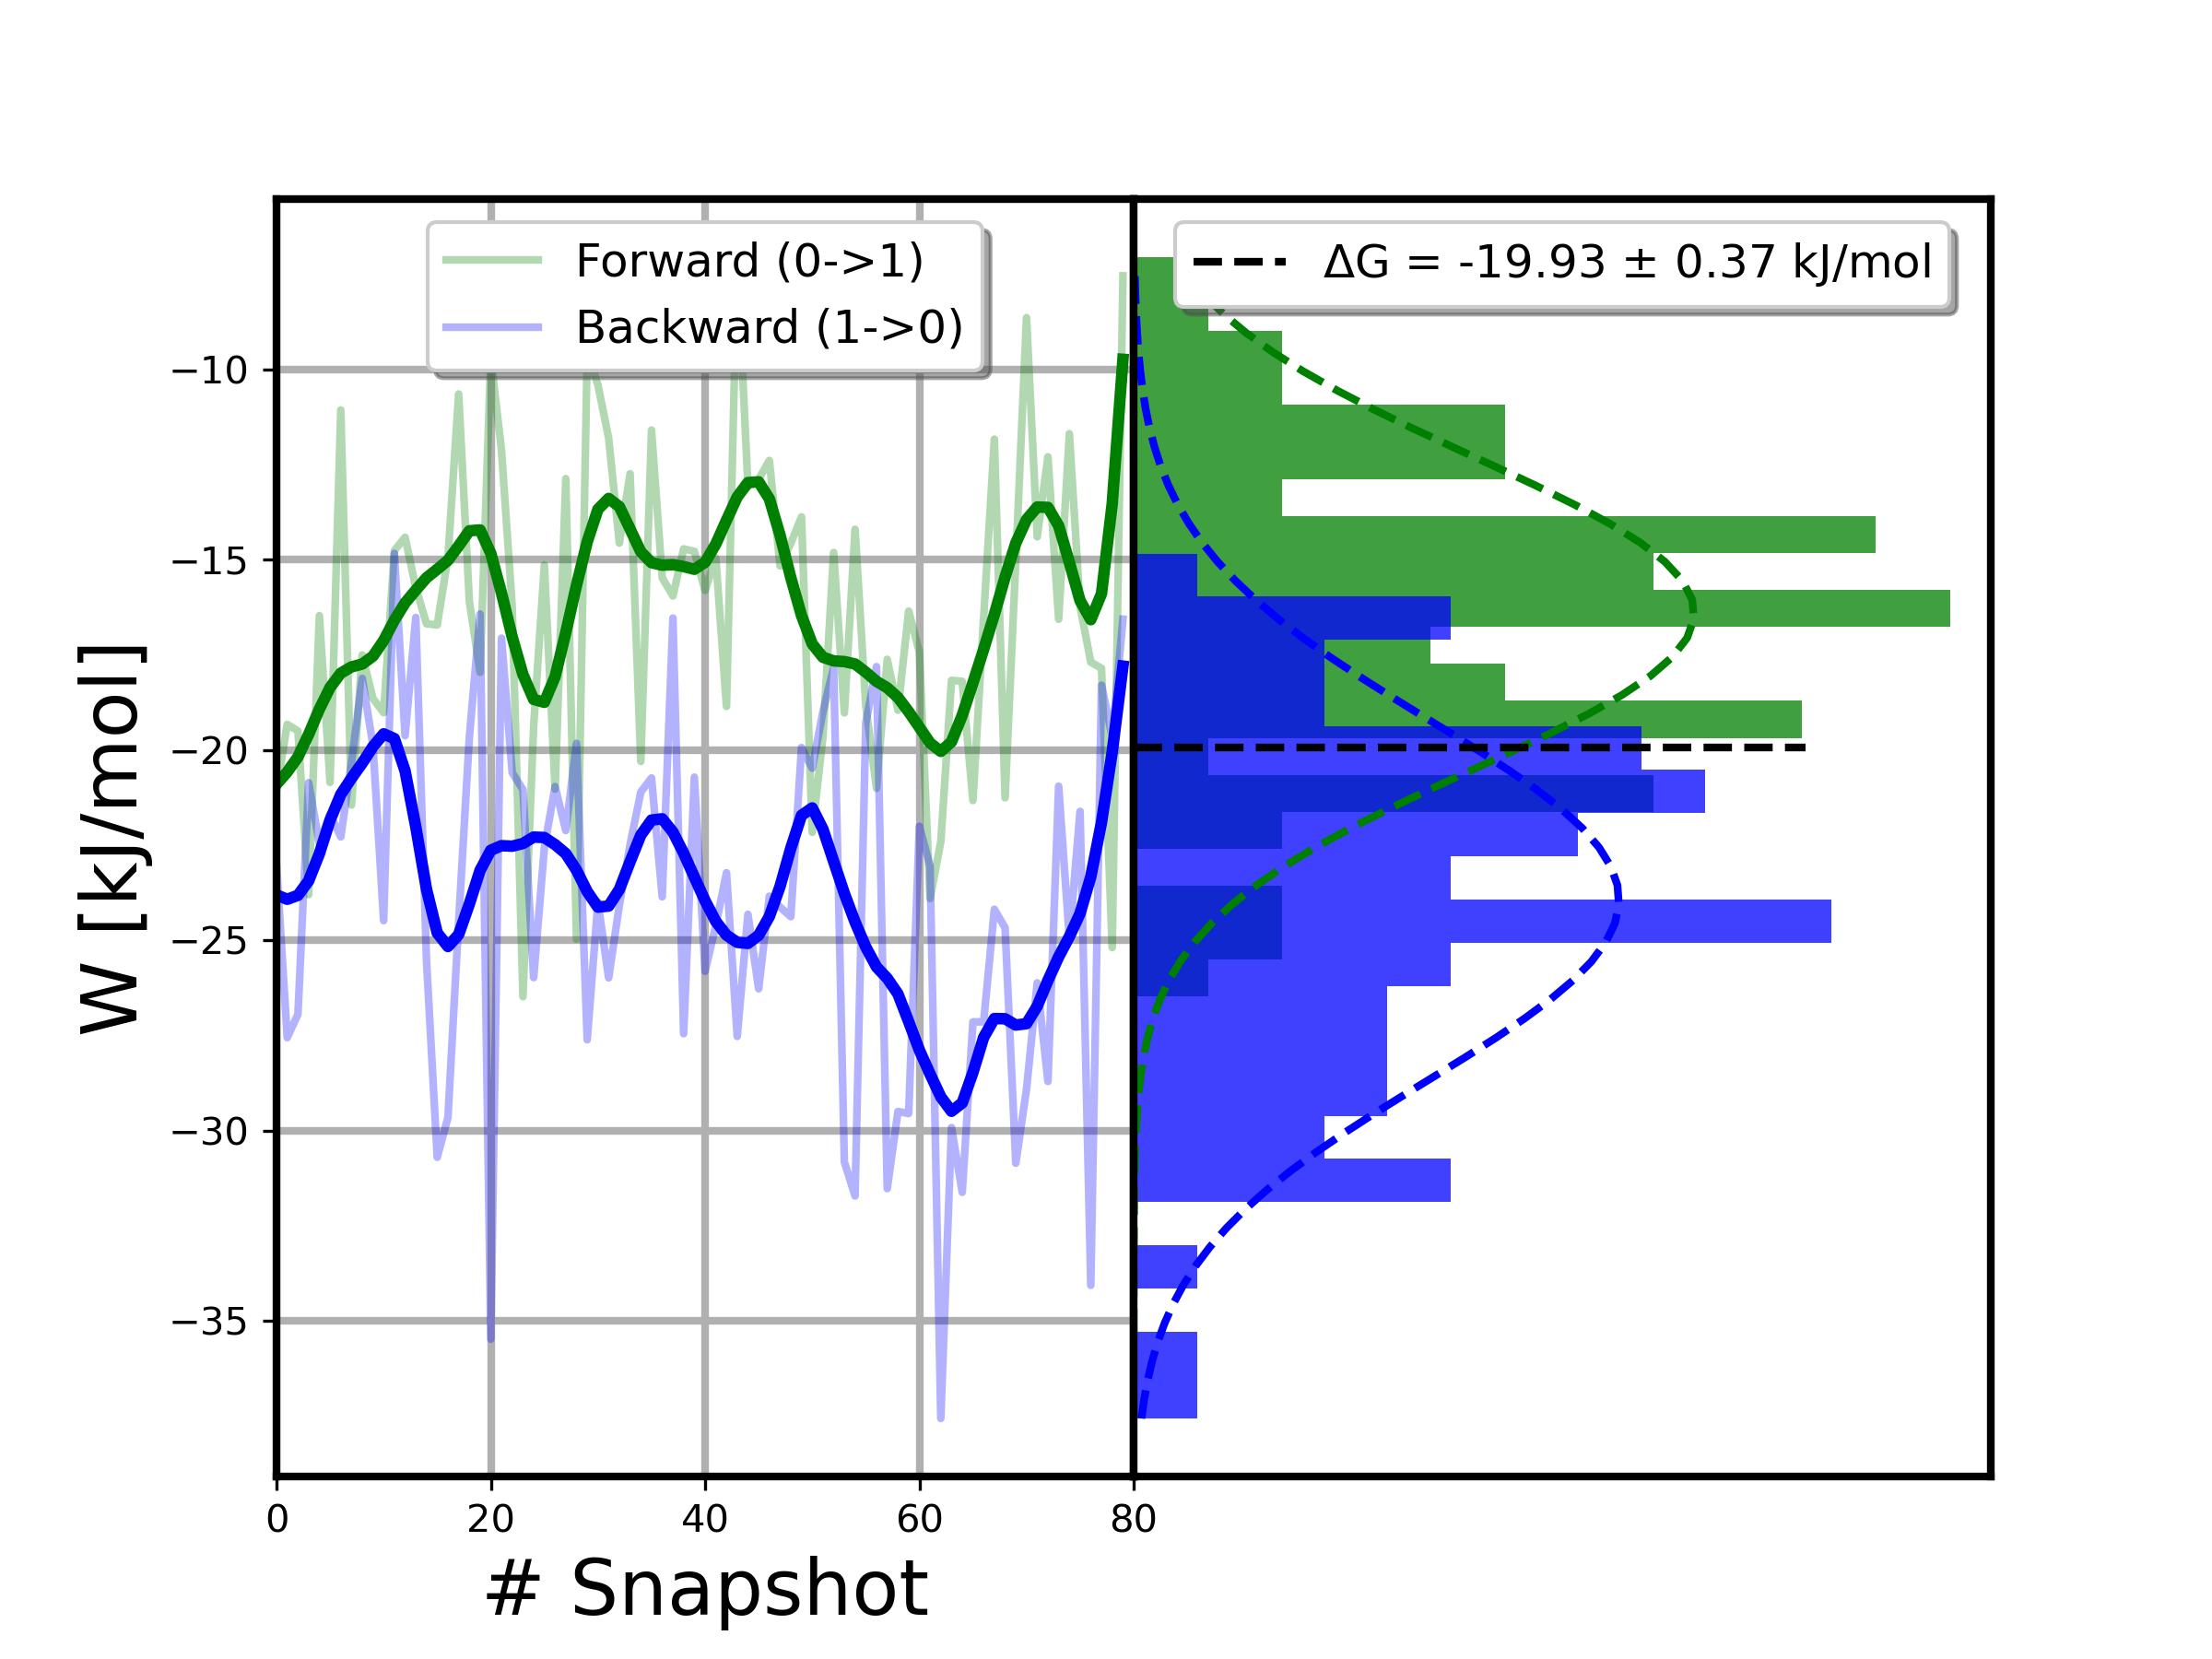 Forward (0->1)
Backward (1->0)
ΔG = -19.93 ± 0.37 kJ/mol
−10
−15
−20
−25
−30
−35
W [kJ/mol]
0 20 40 60 80
# Snapshot